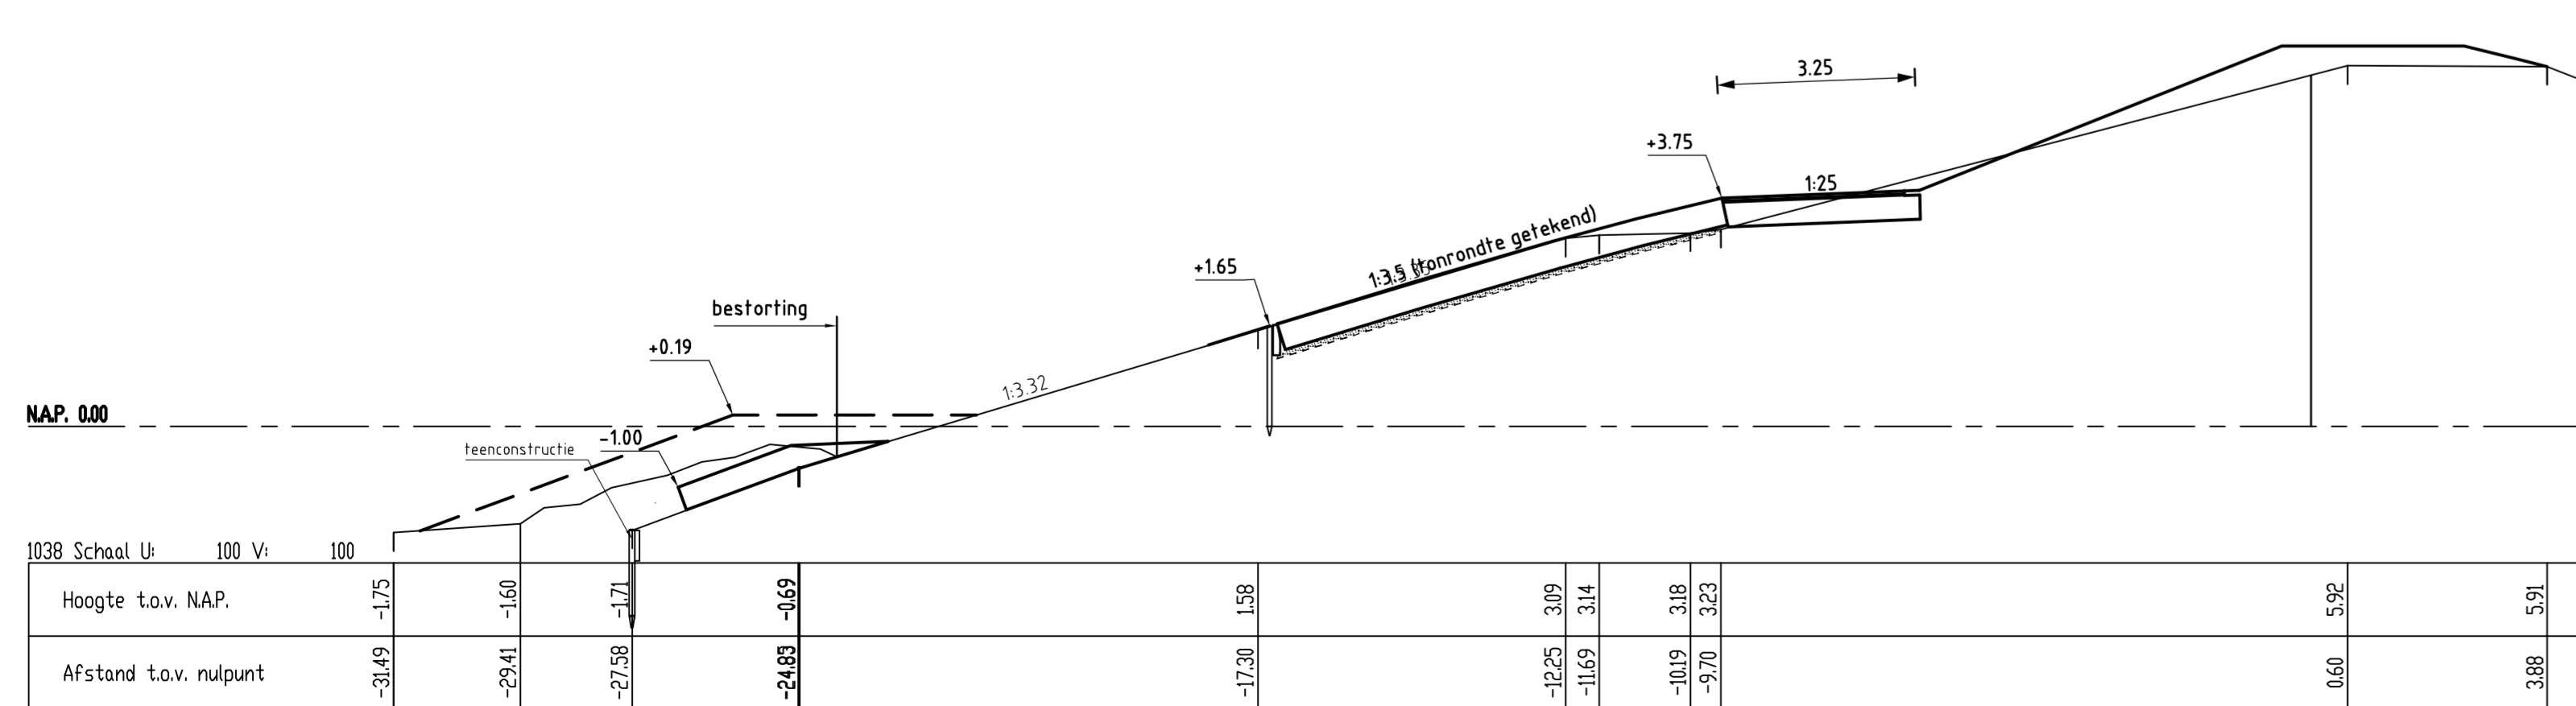 3.25
+3.75
1:25
1:3.5 (tonrondte getekend)
+1.65
bestorting
+0.19
1:3.32
N.A.P. 0.00
-1.00
teenconstructie
1038 Schaal U: 100 V: 100
Hoogte t.o.v. N.A.P. -1.75 -1.60 -1.71 -0.69 1.58 3.09 3.14 3.18 3.23 5.92 5.91
Afstand t.o.v. nulpunt -31.49 -29.41 -27.58 -17.30 -12.25 -11.69 -10.19 -9.70 0.60 3.88